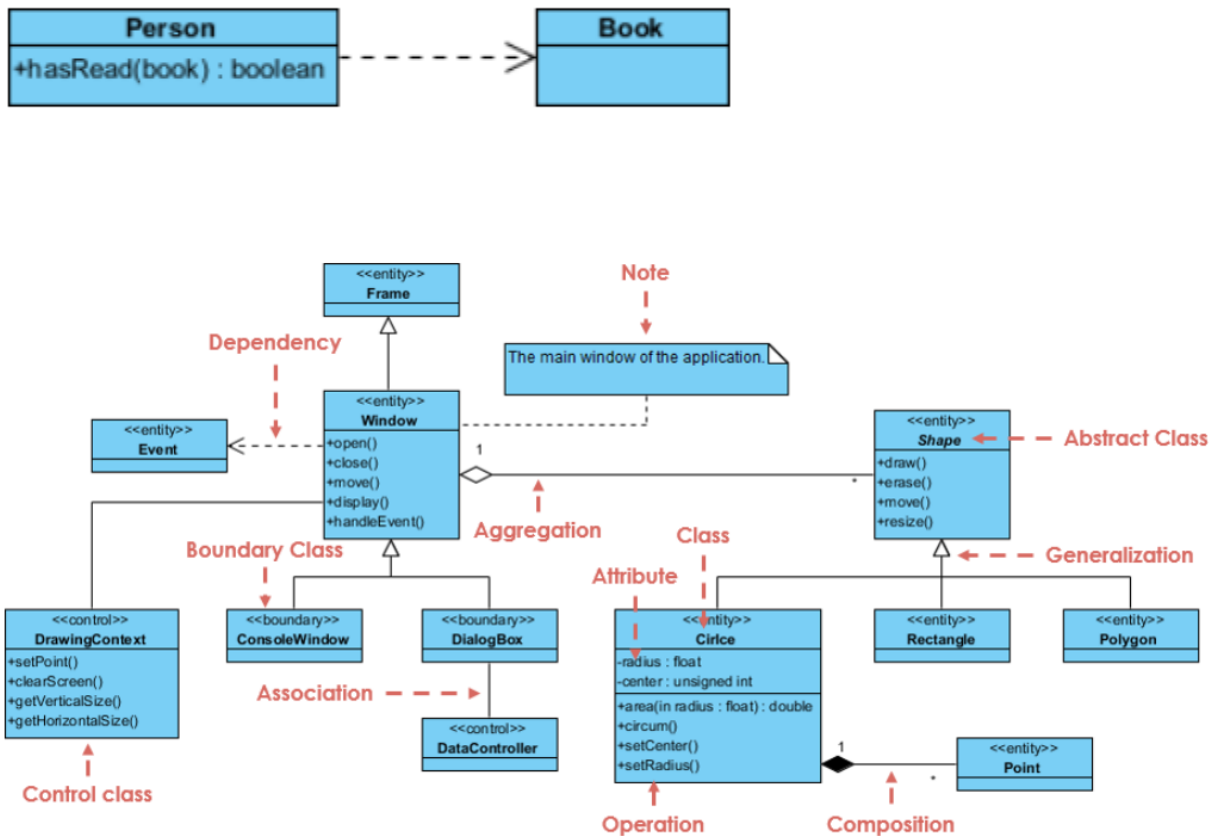 Person
+hasRead(book) : boolean
Book
<<entity>>
Frame
Note
The main window of the application.
Dependency
<<entity>>
Event
<<entity>>
Window
+open()
+close()
+move()
+display()
+handleEvent()
1
*
Aggregation
<<entity>>
Shape
+draw()
+erase()
+move()
+resize()
Abstract Class
Generalization
Boundary Class
Class
Attribute
<<control>>
DrawingContext
+setPoint()
+clearScreen()
+getVerticalSize()
+getHorizontalSize()
Control class
<<boundary>>
ConsoleWindow
<<boundary>>
DialogBox
Association
<<control>>
DataController
<<entity>>
Cirlce
-radius : float
-center : unsigned int
+area(in radius : float) : double
+circum()
+setCenter()
+setRadius()
Operation
<<entity>>
Rectangle
<<entity>>
Polygon
1
*
Composition
<<entity>>
Point